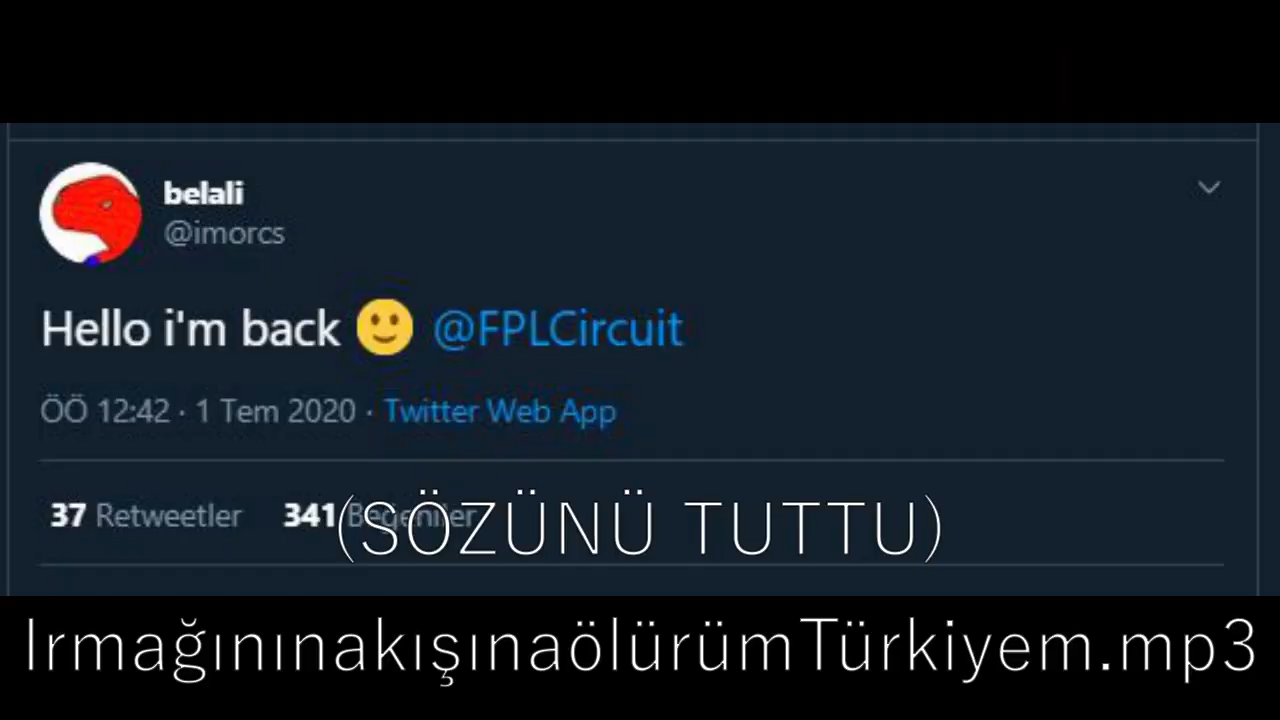 belali
@imorcs
Hello i'm back 🙂 @FPLCircuit
ÖÖ 12:42 · 1 Tem 2020 · Twitter Web App
37 Retweetler 341 Beğeniler
(SÖZÜNÜ TUTTU)
IrmağınınakışınaölürümTürkiyem.mp3